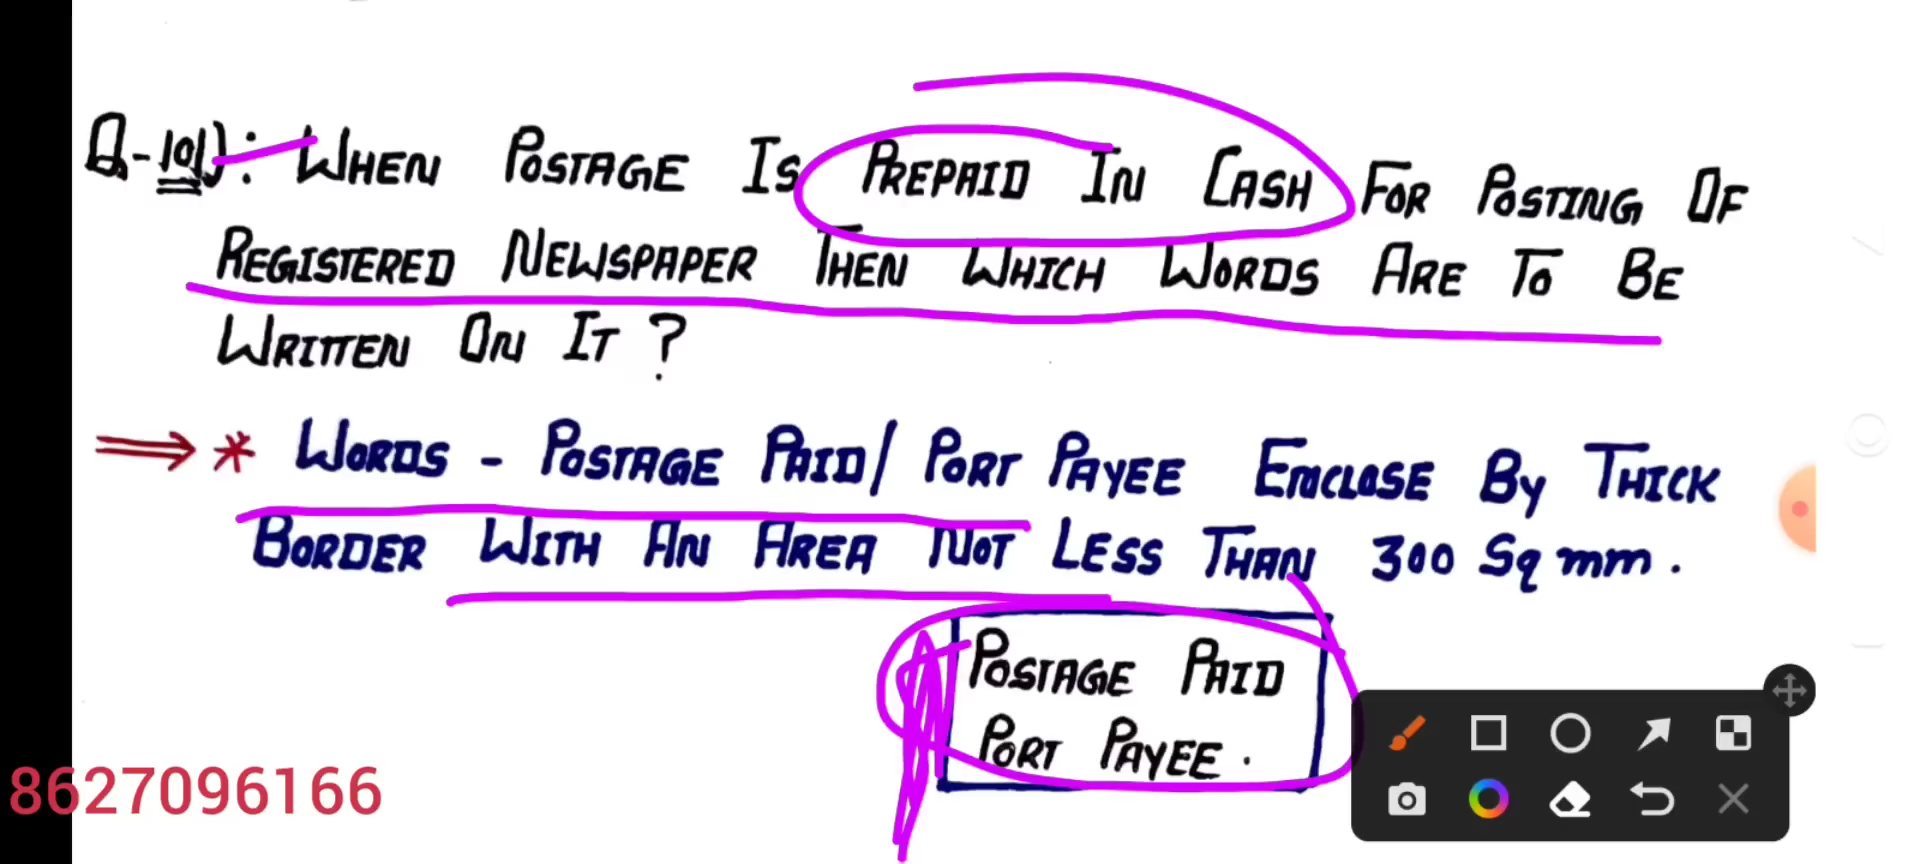 Q-101): WHEN POSTAGE IS PREPAID IN CASH FOR POSTING OF
REGISTERED NEWSPAPER THEN WHICH WORDS ARE TO BE
WRITTEN ON IT ?
⇒ * WORDS - POSTAGE PAID/ PORT PAYEE ENCLOSE BY THICK
BORDER WITH AN AREA NOT LESS THAN 300 Sq mm.
POSTAGE PAID
PORT PAYEE.
8627096166